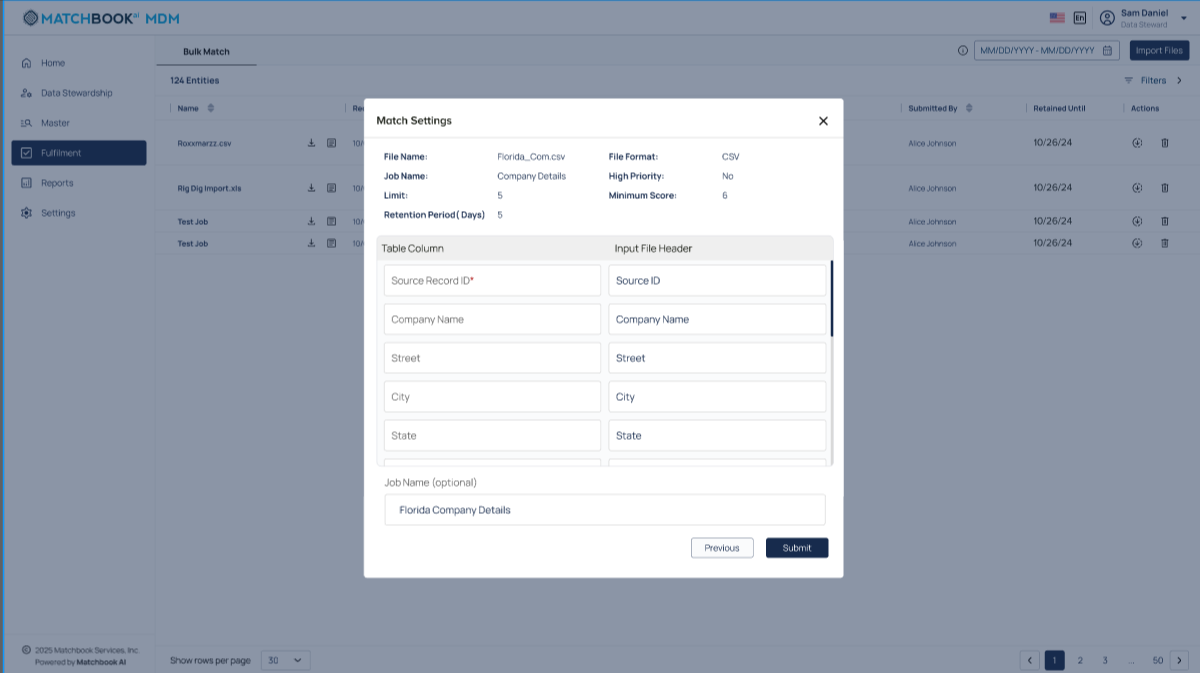 MATCHBOOK ai MDM
En
Sam Daniel
Data Steward
Home
Data Stewardship
Master
Fulfilment
Reports
Settings
Bulk Match
MM/DD/YYYY - MM/DD/YYYY
Import Files
124 Entities
Filters
Name
Submitted By
Retained Until
Actions
Roxxmarzz.csv
10/
Alice Johnson
10/26/24
Rig Dig Import.xls
10/
Alice Johnson
10/26/24
Test Job
10/
Alice Johnson
10/26/24
Test Job
10/
Alice Johnson
10/26/24
Match Settings
File Name: Florida_Com.csv File Format: CSV
Job Name: Company Details High Priority: No
Limit: 5 Minimum Score: 6
Retention Period( Days) 5
Table Column Input File Header
Source Record ID* Source ID
Company Name Company Name
Street Street
City City
State State
Job Name (optional)
Florida Company Details
Previous Submit
© 2025 Matchbook Services, Inc
Powered by Matchbook AI
Show rows per page 30
1 2 3 ... 50